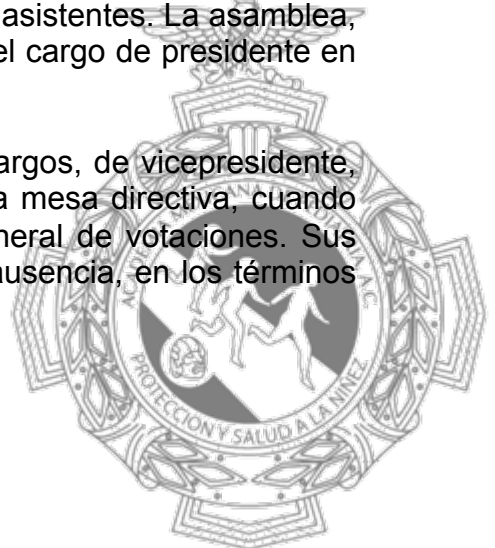 asistentes. La asamblea,
el cargo de presidente en
argos, de vicepresidente,
a mesa directiva, cuando
neral de votaciones. Sus
ausencia, en los términos
PROTECCION Y SALUD A LA NIÑEZ